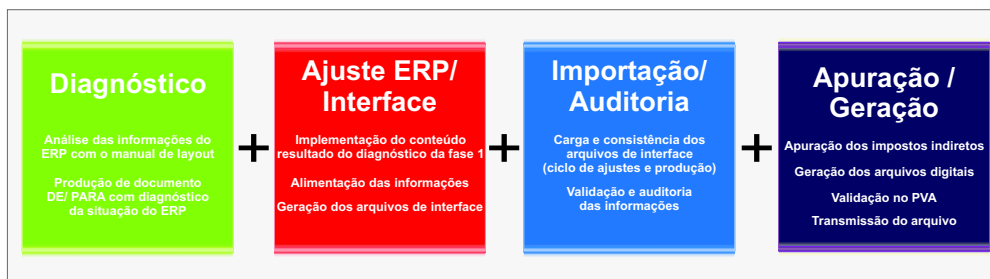 Diagnóstico
Análise das informações do
ERP com o manual de layout
Produção de documento
DE/ PARA com diagnóstico
da situação do ERP
+
Ajuste ERP/
Interface
Implementação do conteúdo
resultado do diagnóstico da fase 1
Alimentação das informações
Geração dos arquivos de interface
+
Importação/
Auditoria
Carga e consistência dos
arquivos de interface
(ciclo de ajustes e produção)
Validação e auditoria
das informações
+
Apuração /
Geração
Apuração dos impostos indiretos
Geração dos arquivos digitais
Validação no PVA
Transmissão do arquivo